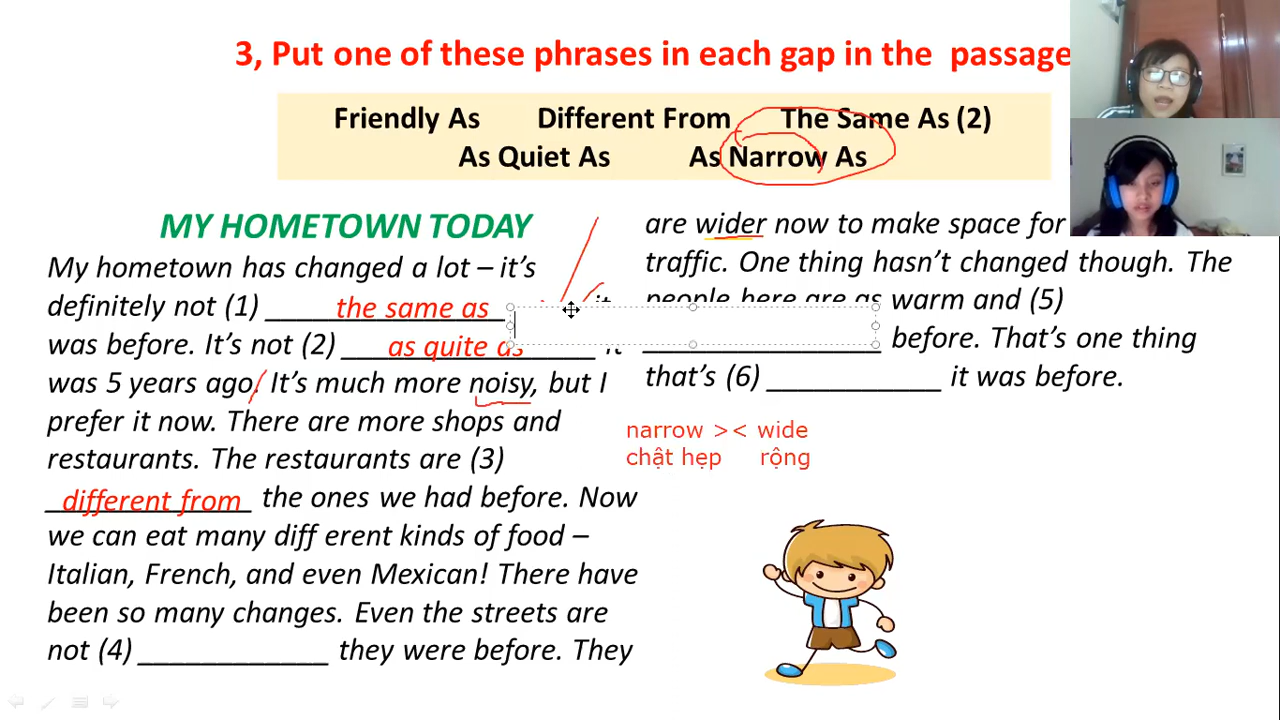 3, Put one of these phrases in each gap in the passage
Friendly As Different From The Same As (2)
As Quiet As As Narrow As
MY HOMETOWN TODAY
My hometown has changed a lot – it’s
definitely not (1) the same as it
was before. It’s not (2) as quite as it
was 5 years ago. It’s much more noisy, but I
prefer it now. There are more shops and
restaurants. The restaurants are (3)
different from the ones we had before. Now
we can eat many diff erent kinds of food –
Italian, French, and even Mexican! There have
been so many changes. Even the streets are
not (4) ____________ they were before. They
are wider now to make space for
traffic. One thing hasn’t changed though. The
people here are as warm and (5)
_______________ before. That’s one thing
that’s (6) ___________ it was before.
narrow >< wide
chật hẹp rộng